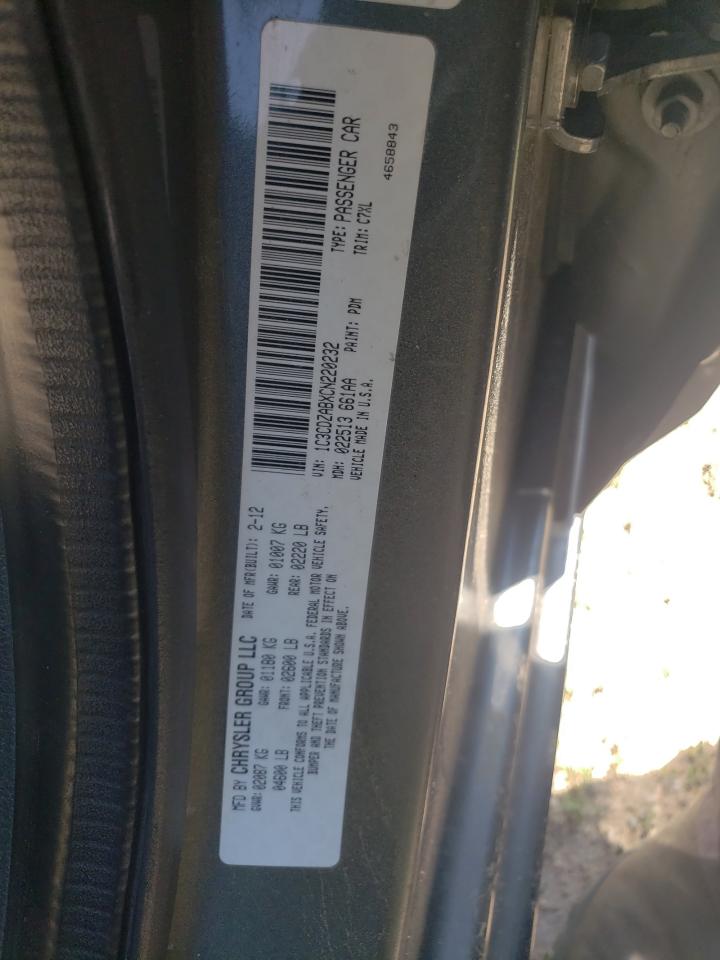 MFD BY CHRYSLER GROUP LLC DATE OF MFR(BUILT): 2-12
GVWR: 02087 KG GAWR: 01180 KG GAWR: 01007 KG
04600 LB FRONT: 02600 LB REAR: 02220 LB
THIS VEHICLE CONFORMS TO ALL APPLICABLE U.S.A. FEDERAL MOTOR VEHICLE SAFETY,
BUMPER AND THEFT PREVENTION STANDARDS IN EFFECT ON
THE DATE OF MANUFACTURE SHOWN ABOVE.
VIN: 1C3CDZABXCN220232 TYPE: PASSENGER CAR
MDH: 022513 661AA PAINT: PDM TRIM: C7XL
VEHICLE MADE IN U.S.A.
4658843